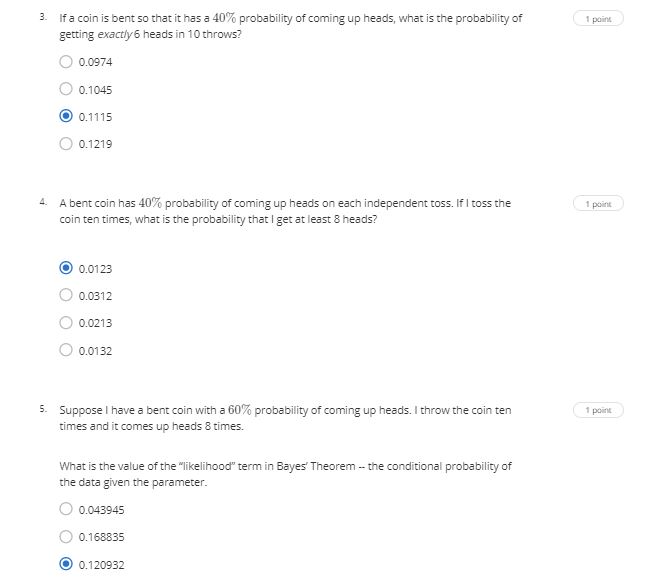 3. If a coin is bent so that it has a 40% probability of coming up heads, what is the probability of
1 point
getting exactly 6 heads in 10 throws?
0.0974
0.1045
0.1115
0.1219
4. A bent coin has 40% probability of coming up heads on each independent toss. If I toss the
1 point
coin ten times, what is the probability that I get at least 8 heads?
0.0123
0.0312
0.0213
0.0132
5. Suppose I have a bent coin with a 60% probability of coming up heads. I throw the coin ten
1 point
times and it comes up heads 8 times.
What is the value of the "likelihood" term in Bayes' Theorem -- the conditional probability of
the data given the parameter.
0.043945
0.168835
0.120932